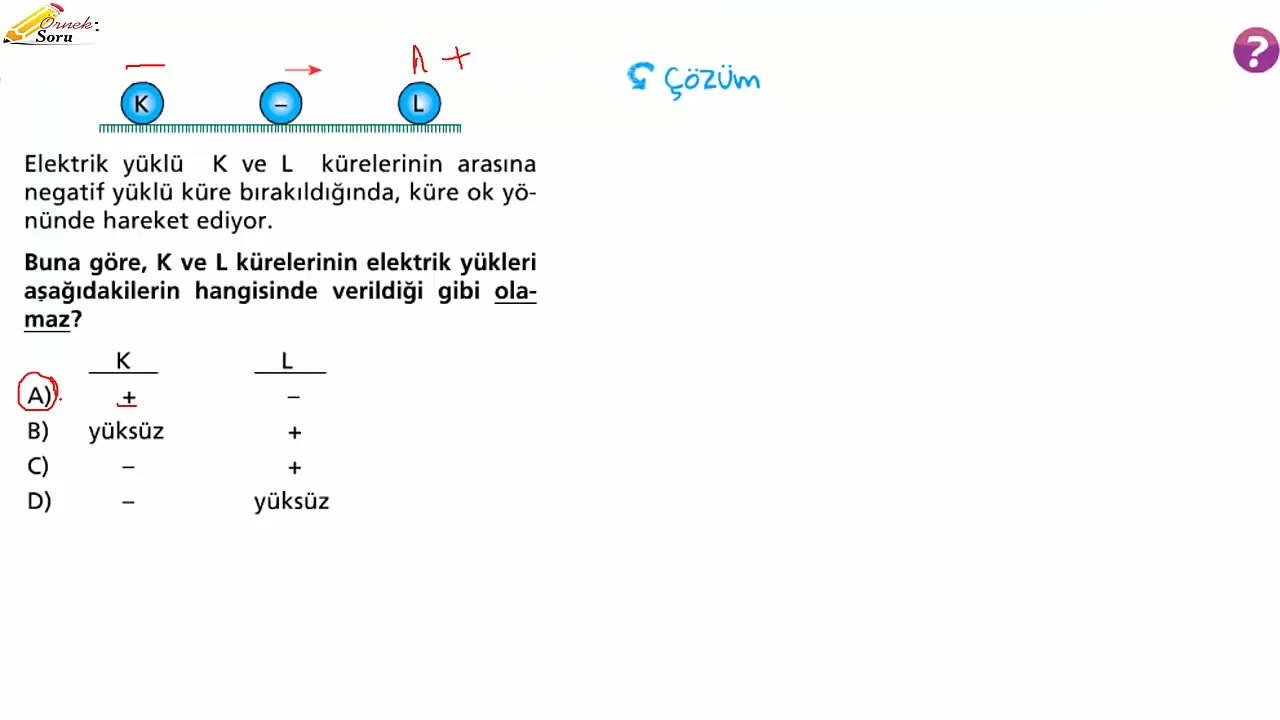 Örnek:
Soru
?
Çözüm
n +
K – L
Elektrik yüklü K ve L kürelerinin arasına
negatif yüklü küre bırakıldığında, küre ok yö-
nünde hareket ediyor.
Buna göre, K ve L kürelerinin elektrik yükleri
aşağıdakilerin hangisinde verildiği gibi ola-
maz?
K L
A) + –
B) yüksüz +
C) – +
D) – yüksüz